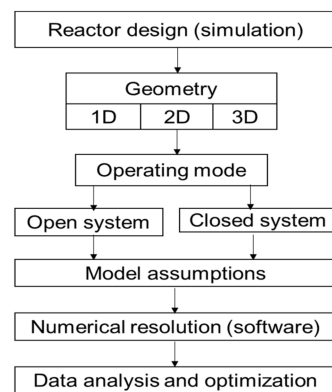 Reactor design (simulation)
Geometry
1D 2D 3D
Operating mode
Open system Closed system
Model assumptions
Numerical resolution (software)
Data analysis and optimization